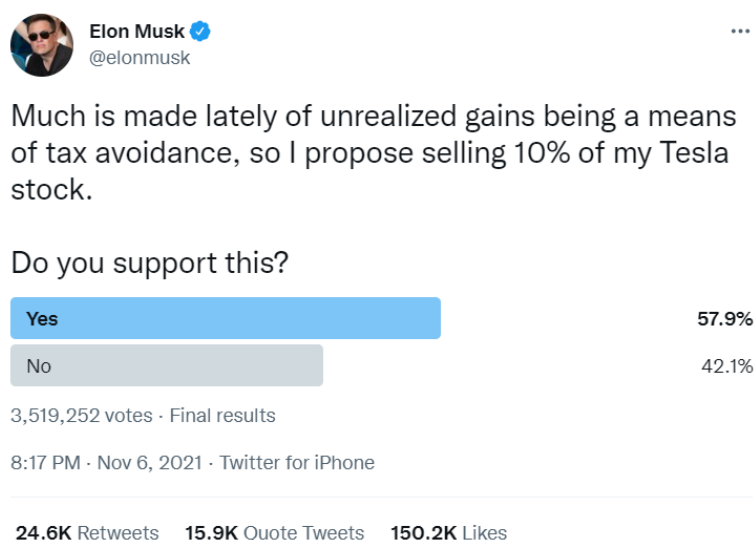 Elon Musk
@elonmusk
Much is made lately of unrealized gains being a means
of tax avoidance, so I propose selling 10% of my Tesla
stock.
Do you support this?
Yes 57.9%
No 42.1%
3,519,252 votes · Final results
8:17 PM · Nov 6, 2021 · Twitter for iPhone
24.6K Retweets 15.9K Quote Tweets 150.2K Likes